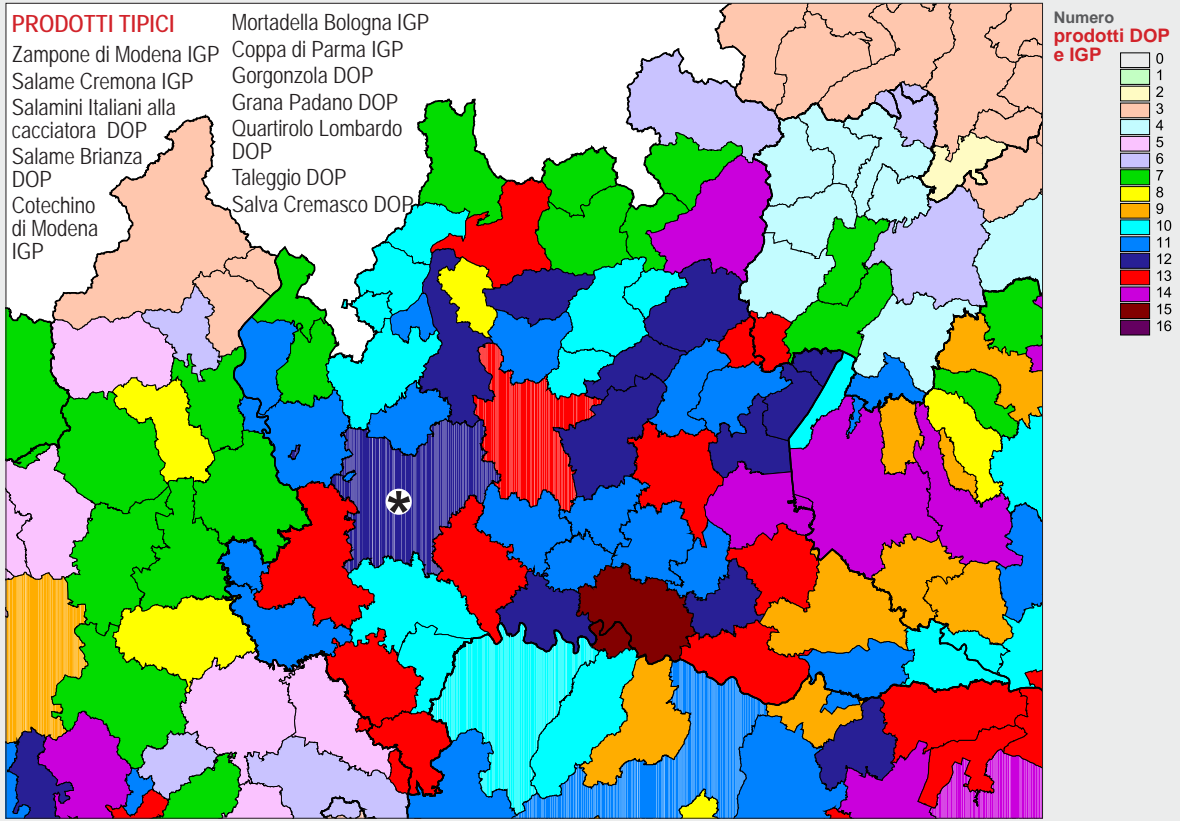 PRODOTTI TIPICI
Zampone di Modena IGP
Salame Cremona IGP
Salamini Italiani alla
cacciatora DOP
Salame Brianza
DOP
Cotechino
di Modena
IGP
Mortadella Bologna IGP
Coppa di Parma IGP
Gorgonzola DOP
Grana Padano DOP
Quartirolo Lombardo
DOP
Taleggio DOP
Salva Cremasco DOP
Numero
prodotti DOP
e IGP
0
1
2
3
4
5
6
7
8
9
10
11
12
13
14
15
16
*